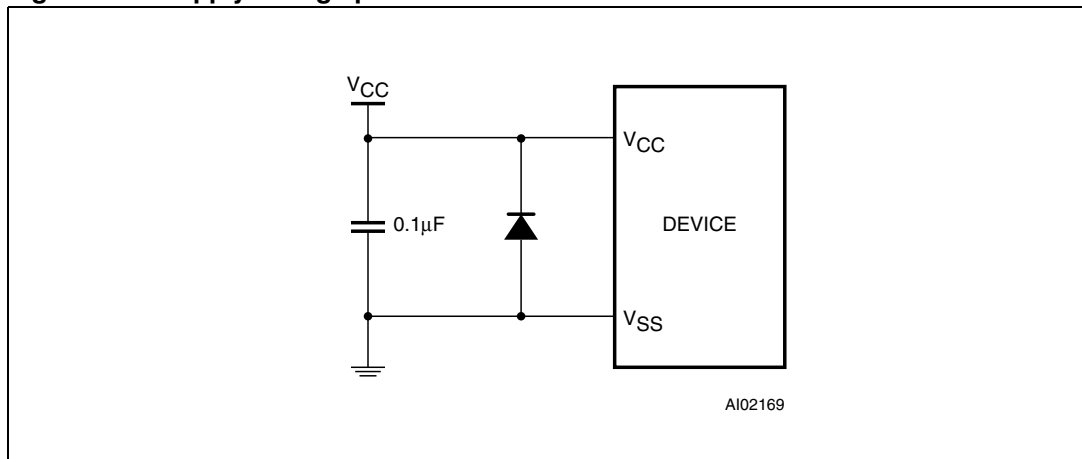 VCC
VCC
0.1µF
DEVICE
VSS
AI02169